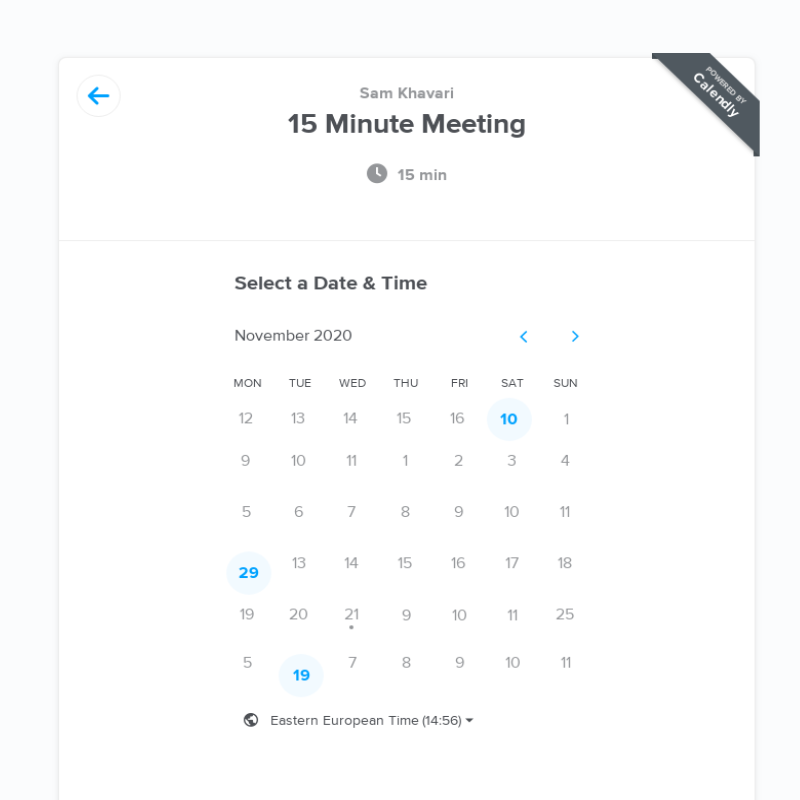 POWERED BY
Calendly
Sam Khavari
15 Minute Meeting
15 min
Select a Date & Time
November 2020
MON TUE WED THU FRI SAT SUN
12 13 14 15 16 10 1
9 10 11 1 2 3 4
5 6 7 8 9 10 11
29 13 14 15 16 17 18
19 20 21 9 10 11 25
5 19 7 8 9 10 11
Eastern European Time (14:56)